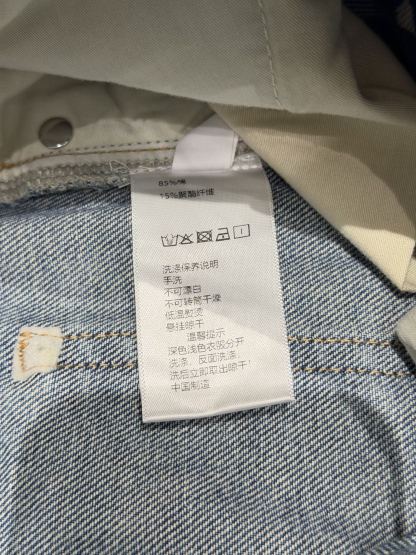 85%棉
15%聚酯纤维
洗涤保养说明
手洗
不可漂白
不可转筒干燥
低温熨烫
悬挂晾干
温馨提示
深色浅色衣服分开
洗涤、反面洗涤、
洗后立即取出晾干!
中国制造